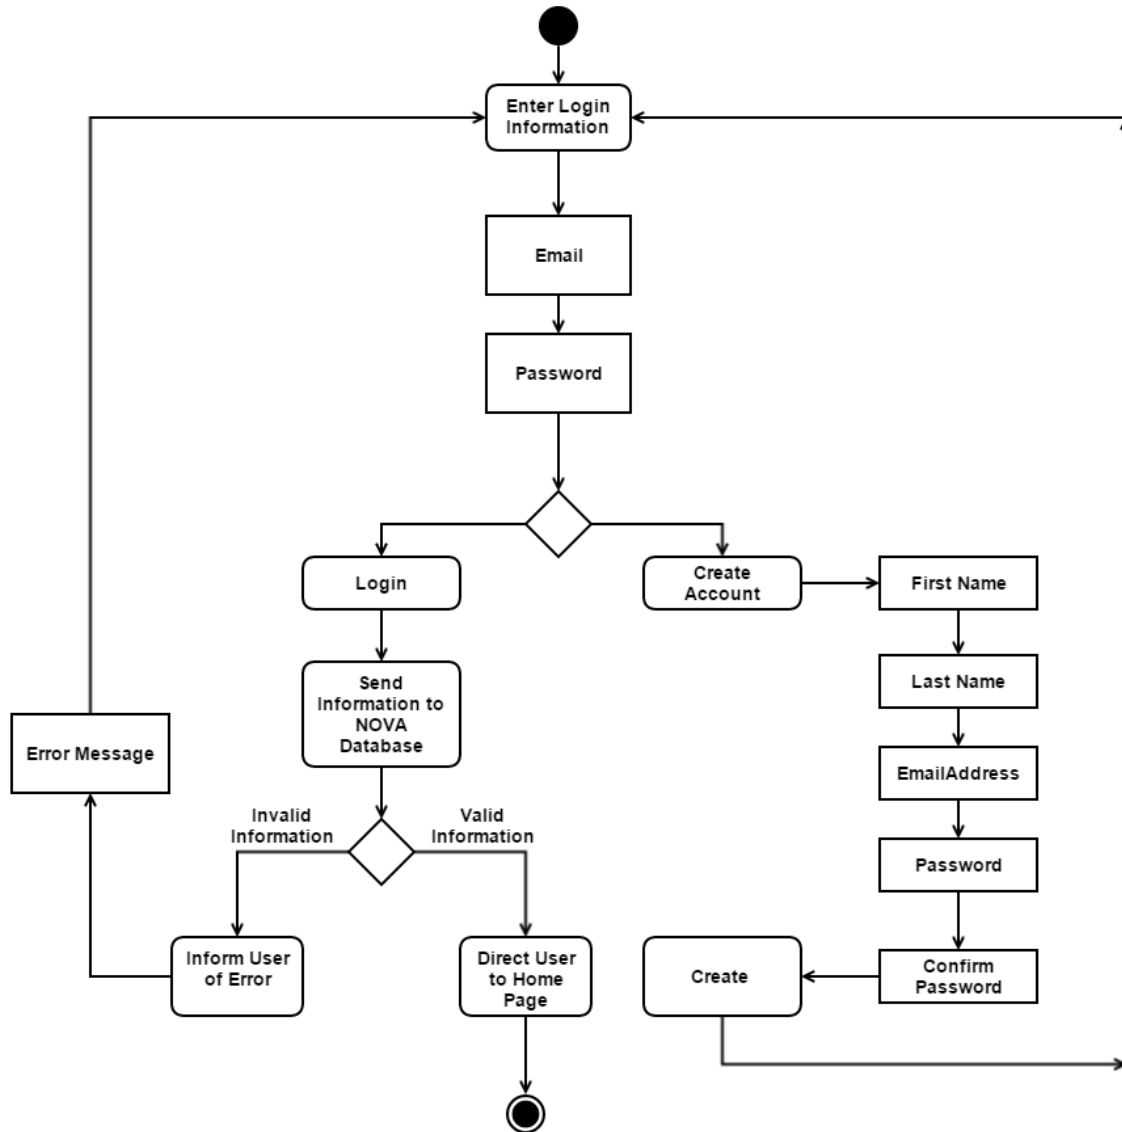 Enter Login
Information
Email
Password
Login
Create
Account
First Name
Last Name
Send
Information to
NOVA
Database
Error Message
EmailAddress
Invalid
Information
Valid
Information
Password
Inform User
of Error
Direct User
to Home
Page
Create
Confirm
Password